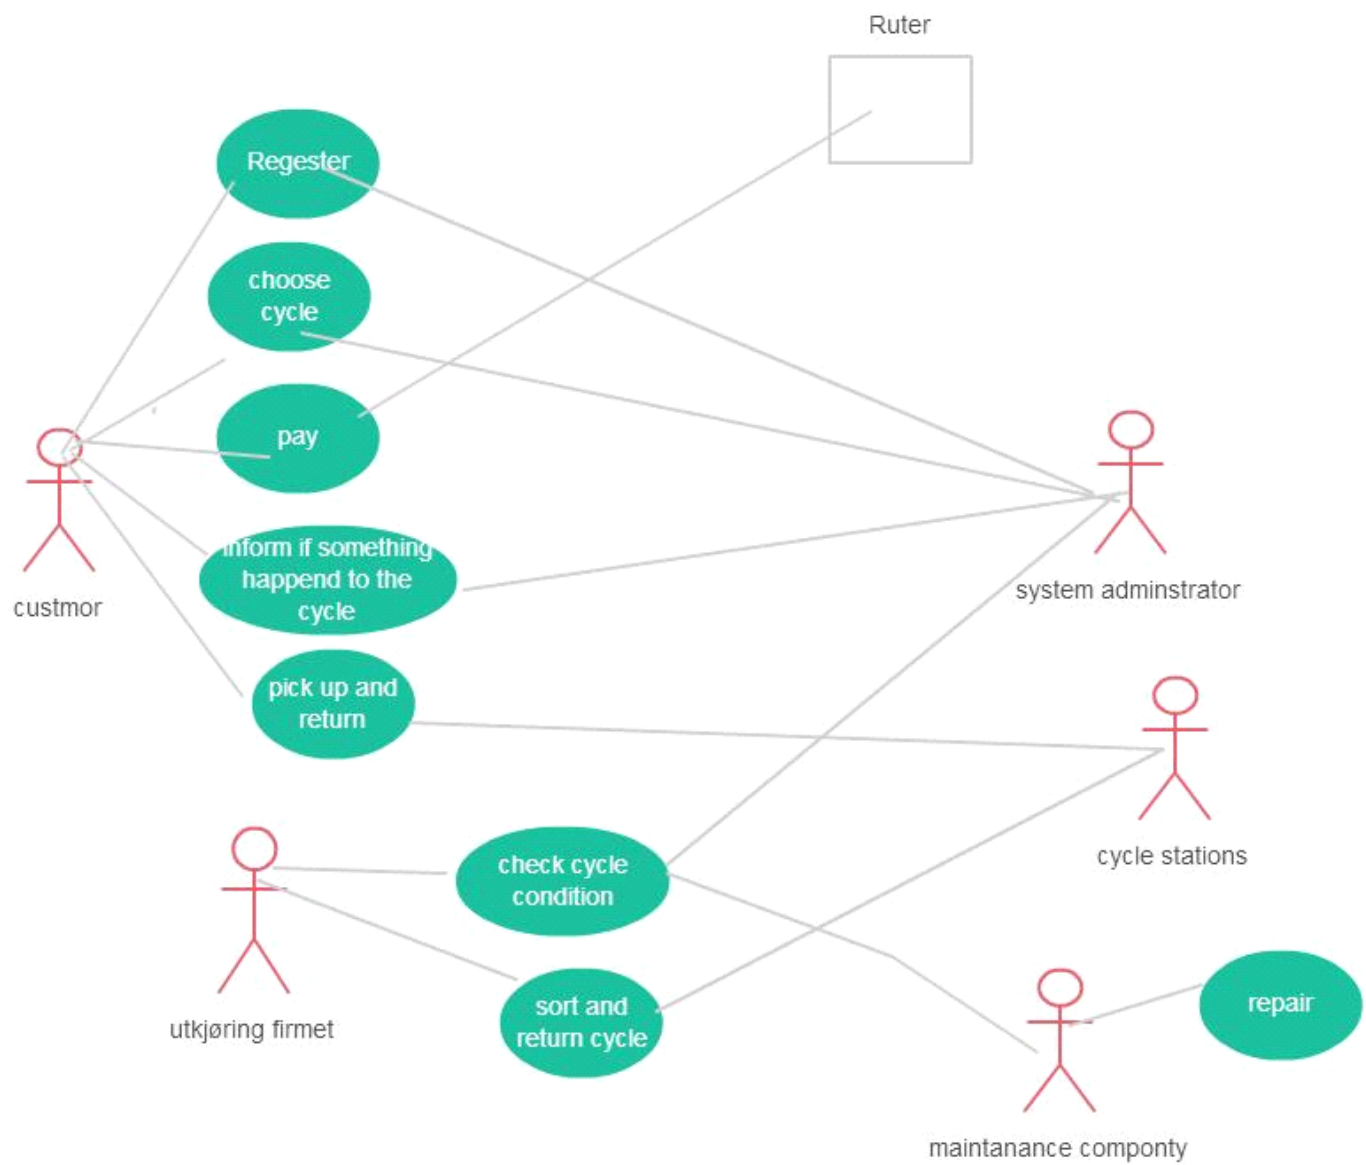 Ruter
Regester
choose
cycle
pay
inform if something
happend to the
cycle
custmor
system adminstrator
pick up and
return
cycle stations
check cycle
condition
utkjøring firmet
sort and
return cycle
repair
maintanance componty